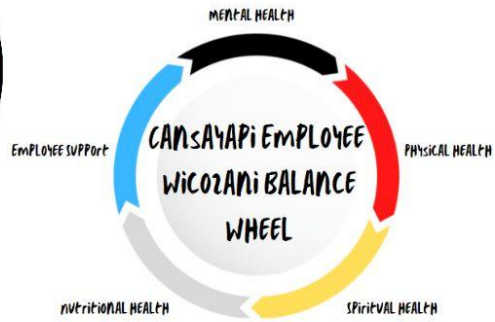 MENTAL HEALTH
EMPLOYEE SUPPORT
CANSAYAPI EMPLOYEE
WICOZANI BALANCE
WHEEL
PHYSICAL HEALTH
NUTRITIONAL HEALTH
SPIRITUAL HEALTH